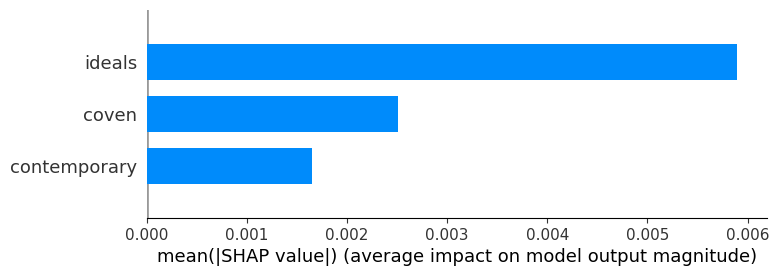 ideals
coven
contemporary
0.000 0.001 0.002 0.003 0.004 0.005 0.006
mean(|SHAP value|) (average impact on model output magnitude)